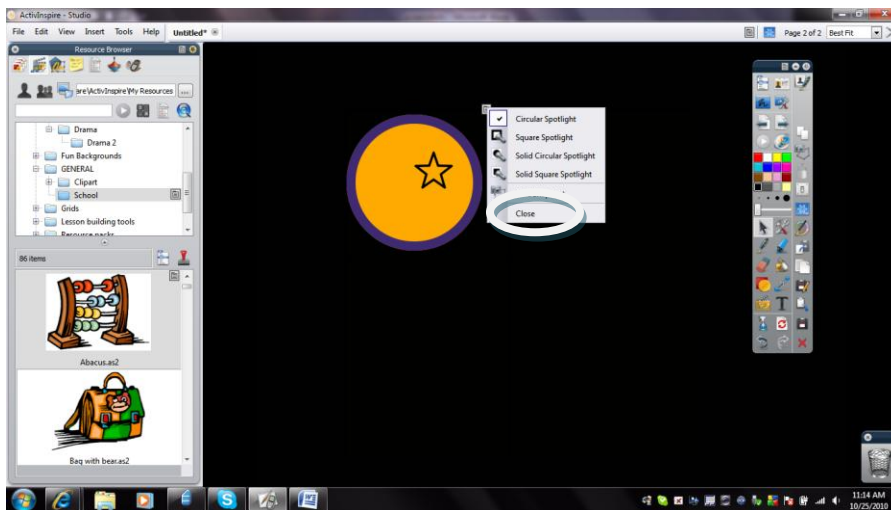 ActivInspire - Studio
File Edit View Insert Tools Help Untitled*
Page 2 of 2 Best Fit
Resource Browser
are\ActivInspire\My Resources ...
Drama
Drama 2
Fun Backgrounds
GENERAL
Clipart
School
Grids
Lesson building tools
Resource packs
86 items
Abacus.as2
Bag with bear.as2
Circular Spotlight
Square Spotlight
Solid Circular Spotlight
Solid Square Spotlight
Close
11:14 AM
10/25/2010